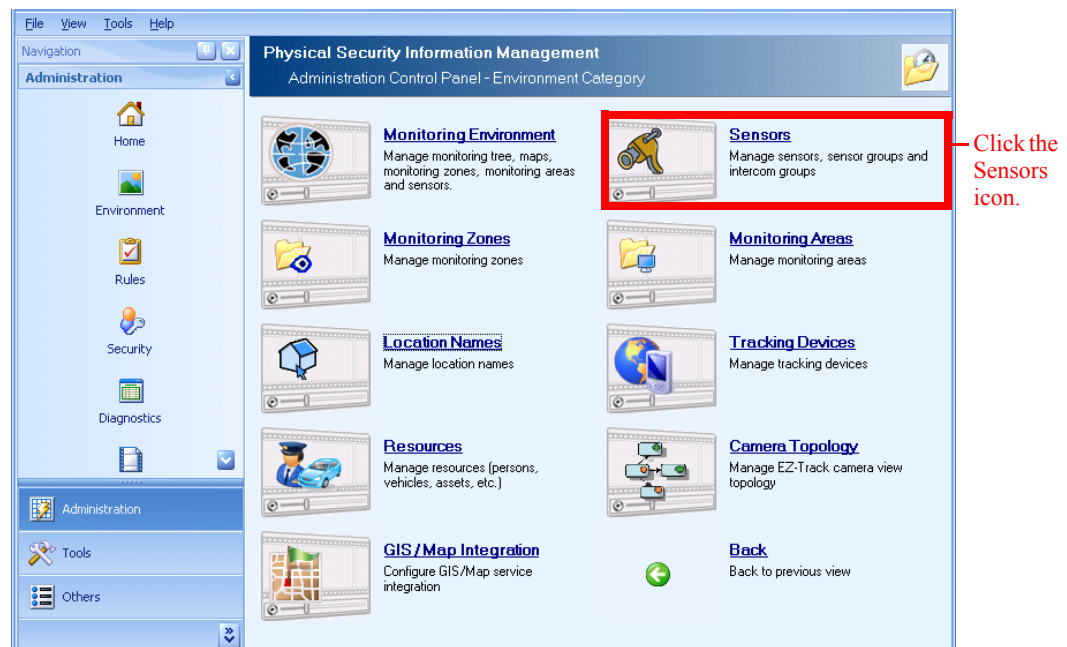 File View Tools Help
Navigation
Administration
Home
Environment
Rules
Security
Diagnostics
Administration
Tools
Others
Physical Security Information Management
Administration Control Panel - Environment Category
Monitoring Environment
Manage monitoring tree, maps,
monitoring zones, monitoring areas
and sensors.
Sensors
Manage sensors, sensor groups and
intercom groups
Monitoring Zones
Manage monitoring zones
Monitoring Areas
Manage monitoring areas
Location Names
Manage location names
Tracking Devices
Manage tracking devices
Resources
Manage resources (persons,
vehicles, assets, etc.)
Camera Topology
Manage EZ-Track camera view
topology
GIS/Map Integration
Configure GIS/Map service
integration
Back
Back to previous view
Click the
Sensors
icon.